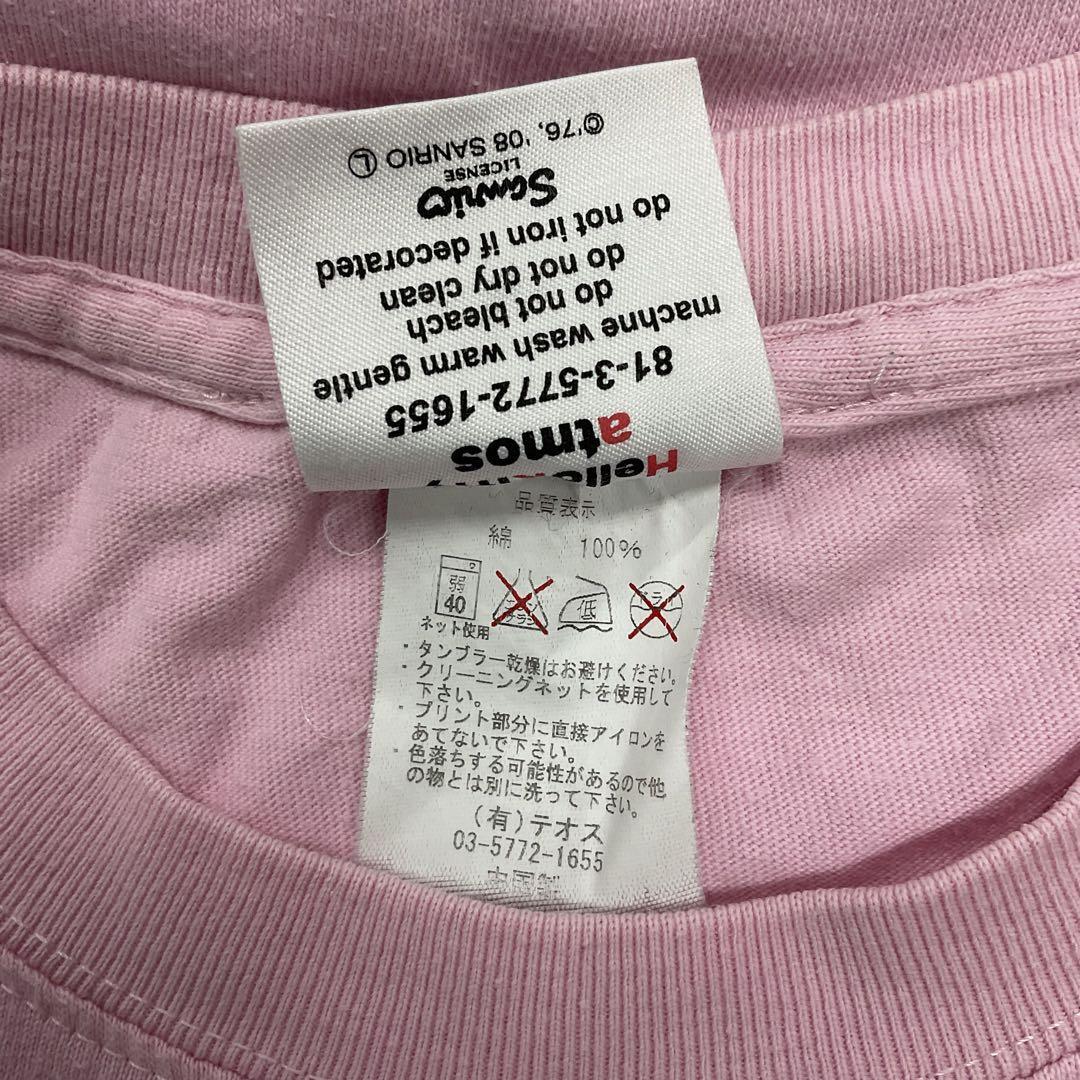 Hello Kitty
atmos
81-3-5772-1655
machne wash warm gentle
do not bleach
do not dry clean
do not iron if decorated
Sanrio
LICENSE
©'76, '08 SANRIO Ⓛ
品質表示
綿 100%
弱
40
低
ネット使用
・タンブラー乾燥はお避けください。
・クリーニングネットを使用して
下さい。
・プリント部分に直接アイロンを
あてないで下さい。
・色落ちする可能性があるので他
の物とは別に洗って下さい。
(有)テオス
03-5772-1655
中国製